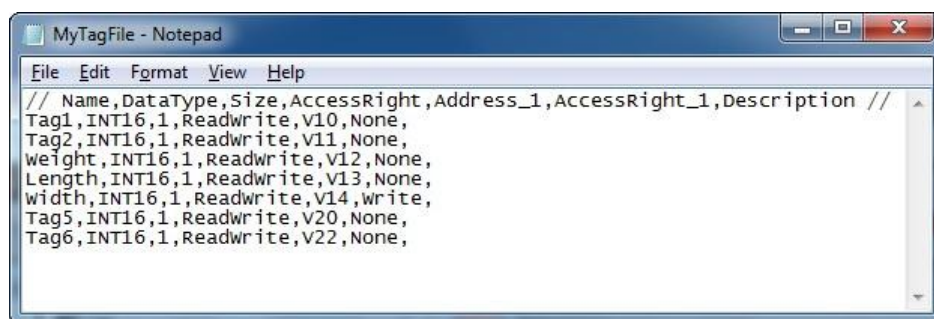 MyTagFile - Notepad
File Edit Format View Help
// Name,DataType,Size,AccessRight,Address_1,AccessRight_1,Description //
Tag1,INT16,1,ReadWrite,V10,None,
Tag2,INT16,1,ReadWrite,V11,None,
Weight,INT16,1,ReadWrite,V12,None,
Length,INT16,1,ReadWrite,V13,None,
Width,INT16,1,ReadWrite,V14,Write,
Tag5,INT16,1,ReadWrite,V20,None,
Tag6,INT16,1,ReadWrite,V22,None,